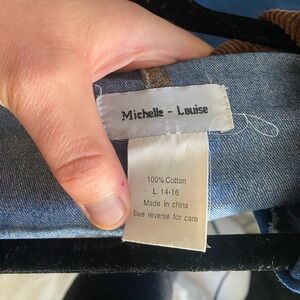 Michelle - Louise
100% Cotton
L 14-16
Made in china
See reverse for care